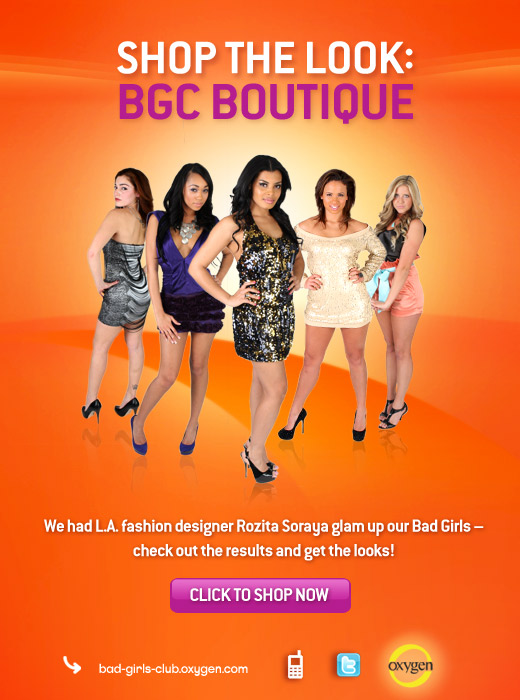 SHOP THE LOOK:
BGC BOUTIQUE
We had L.A. fashion designer Rozita Soraya glam up our Bad Girls –
check out the results and get the looks!
CLICK TO SHOP NOW
bad-girls-club.oxygen.com
oxygen